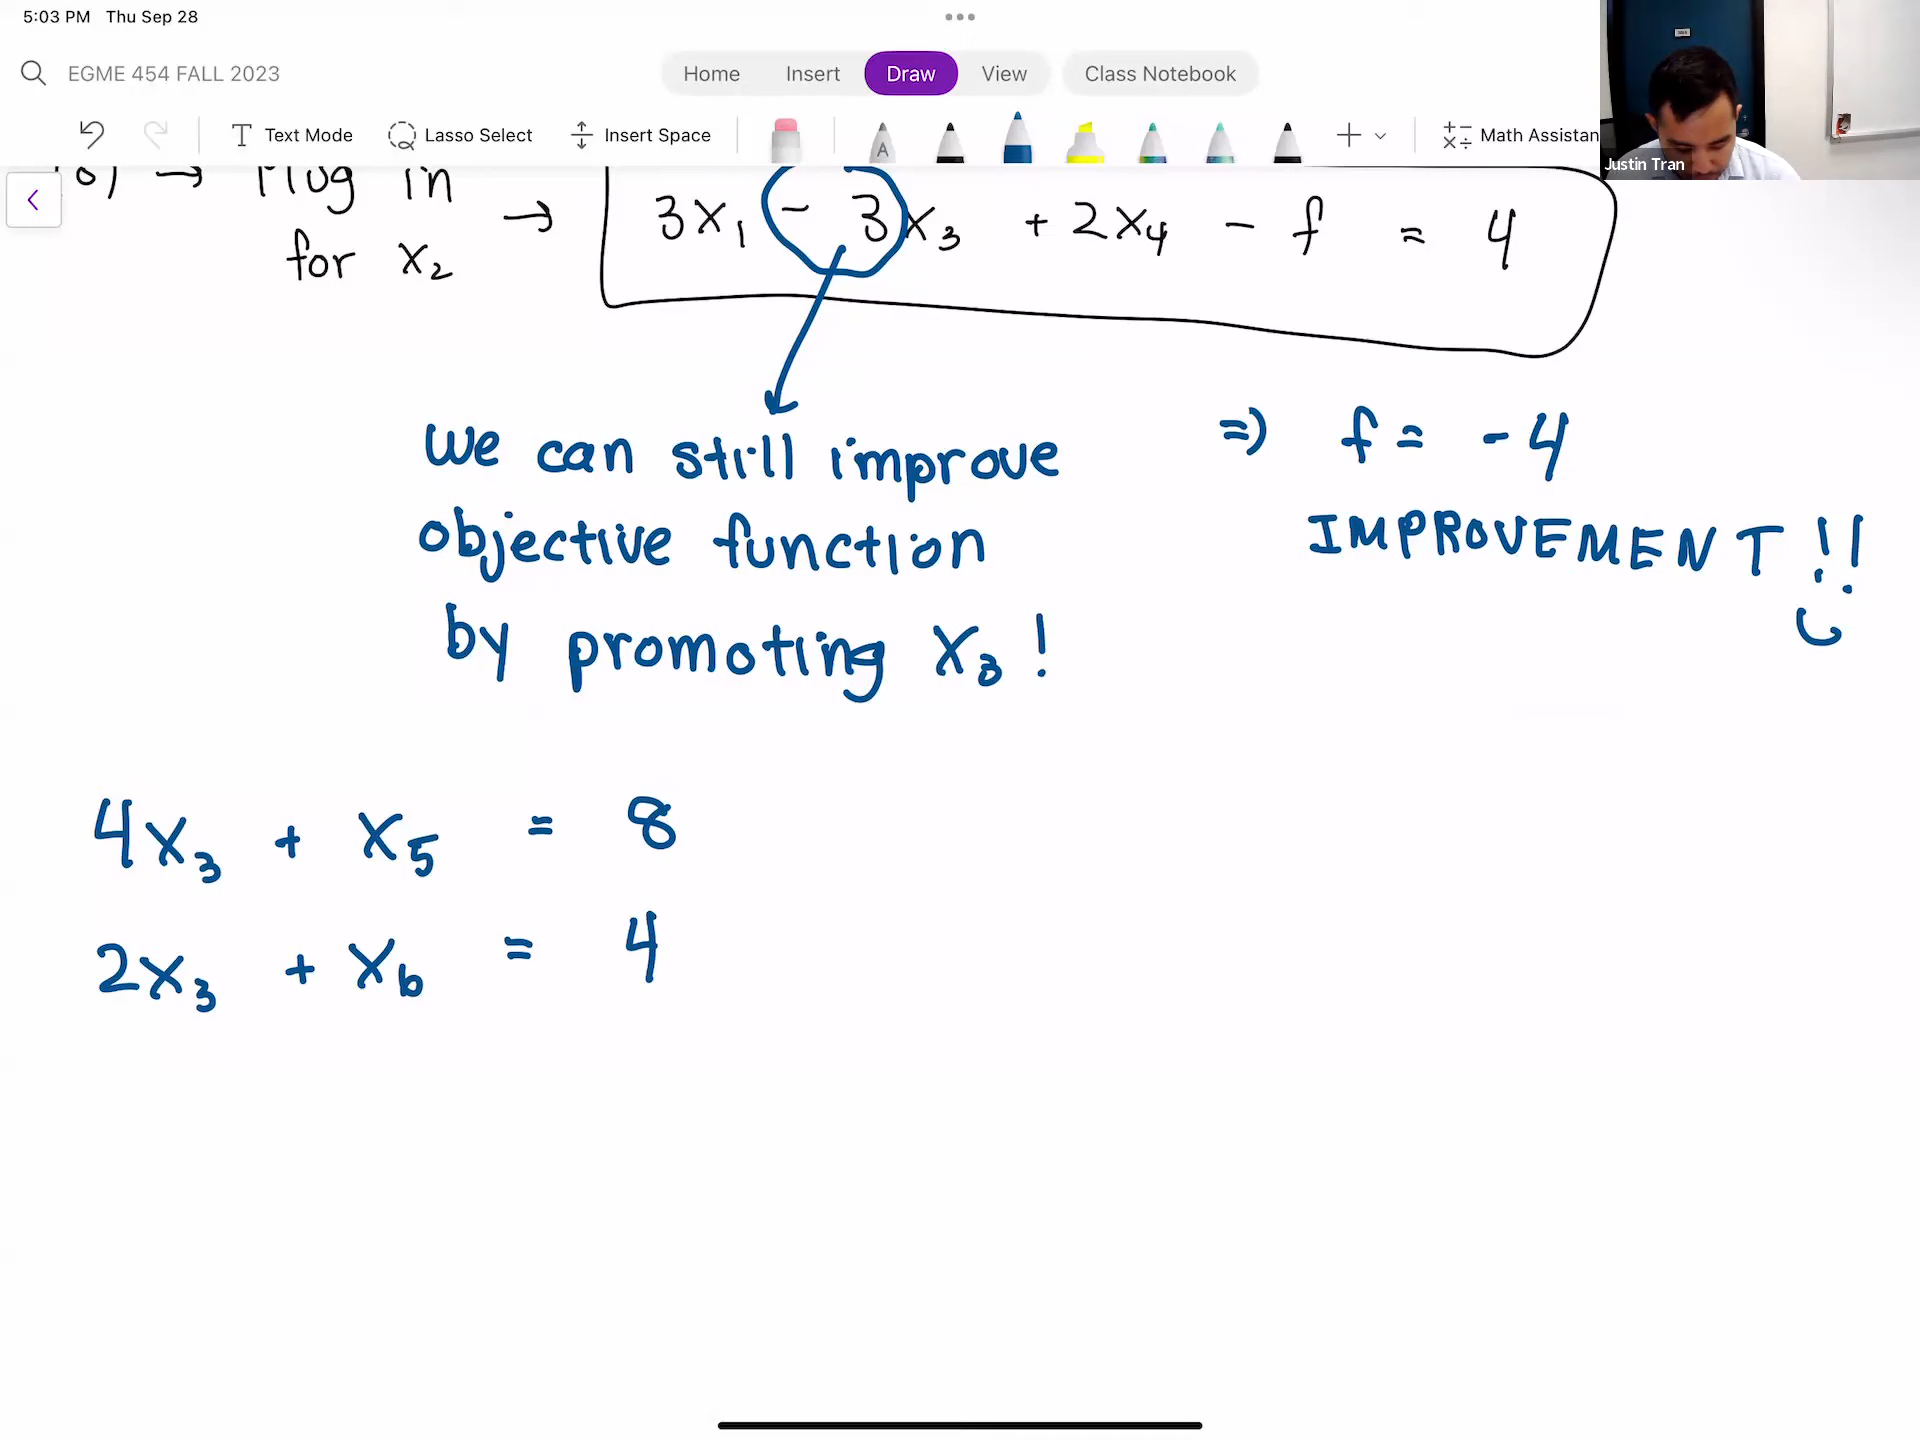 5:03 PM Thu Sep 28
EGME 454 FALL 2023
Home Insert Draw View Class Notebook
Text Mode Lasso Select Insert Space Math Assistan
Justin Tran
→ Plug in
for x₂ → 3x₁ - 3x₃ + 2x₄ - f = 4
we can still improve
objective function
by promoting x₃ !
=) f = - 4
IMPROVEMENT !!
4x₃ + x₅ = 8
2x₃ + x₆ = 4